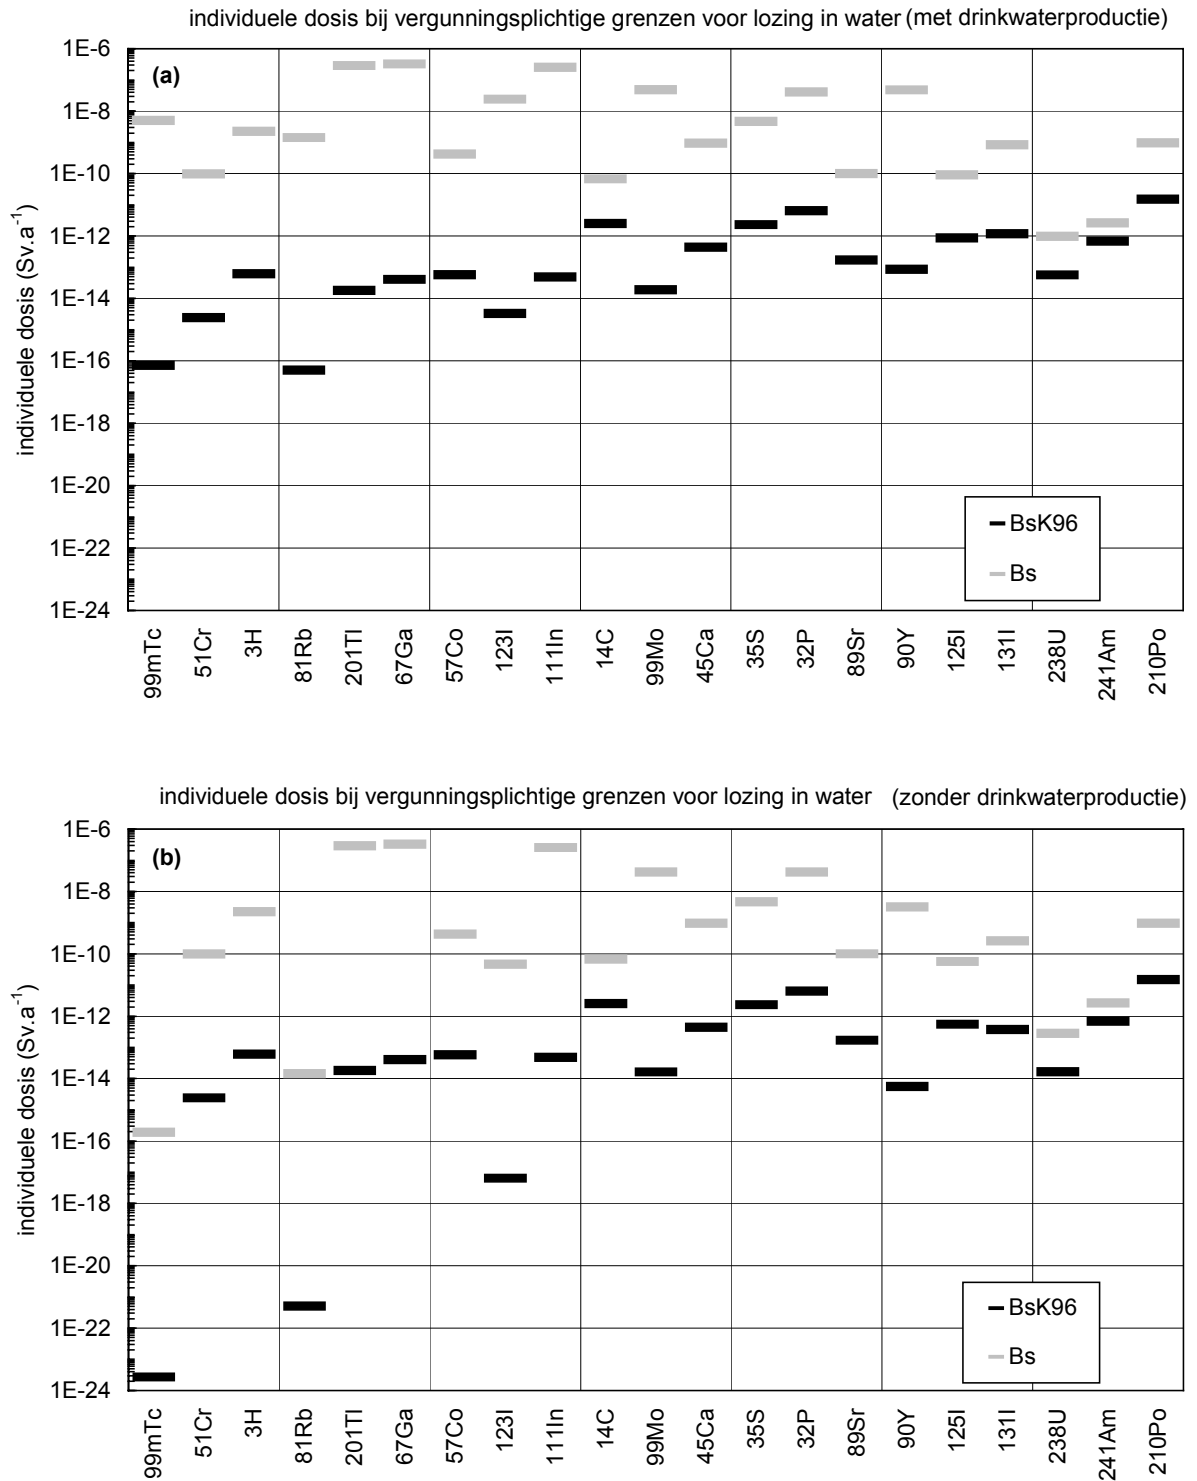 individuele dosis bij vergunningsplichtige grenzen voor lozing in water (met drinkwaterproductie)
(a)
individuele dosis (Sv.a⁻¹)
1E-6
1E-8
1E-10
1E-12
1E-14
1E-16
1E-18
1E-20
1E-22
1E-24
BsK96
Bs
99mTc
51Cr
3H
81Rb
201Tl
67Ga
57Co
123I
111In
14C
99Mo
45Ca
35S
32P
89Sr
90Y
125I
131I
238U
241Am
210Po
individuele dosis bij vergunningsplichtige grenzen voor lozing in water (zonder drinkwaterproductie)
(b)
individuele dosis (Sv.a⁻¹)
1E-6
1E-8
1E-10
1E-12
1E-14
1E-16
1E-18
1E-20
1E-22
1E-24
BsK96
Bs
99mTc
51Cr
3H
81Rb
201Tl
67Ga
57Co
123I
111In
14C
99Mo
45Ca
35S
32P
89Sr
90Y
125I
131I
238U
241Am
210Po